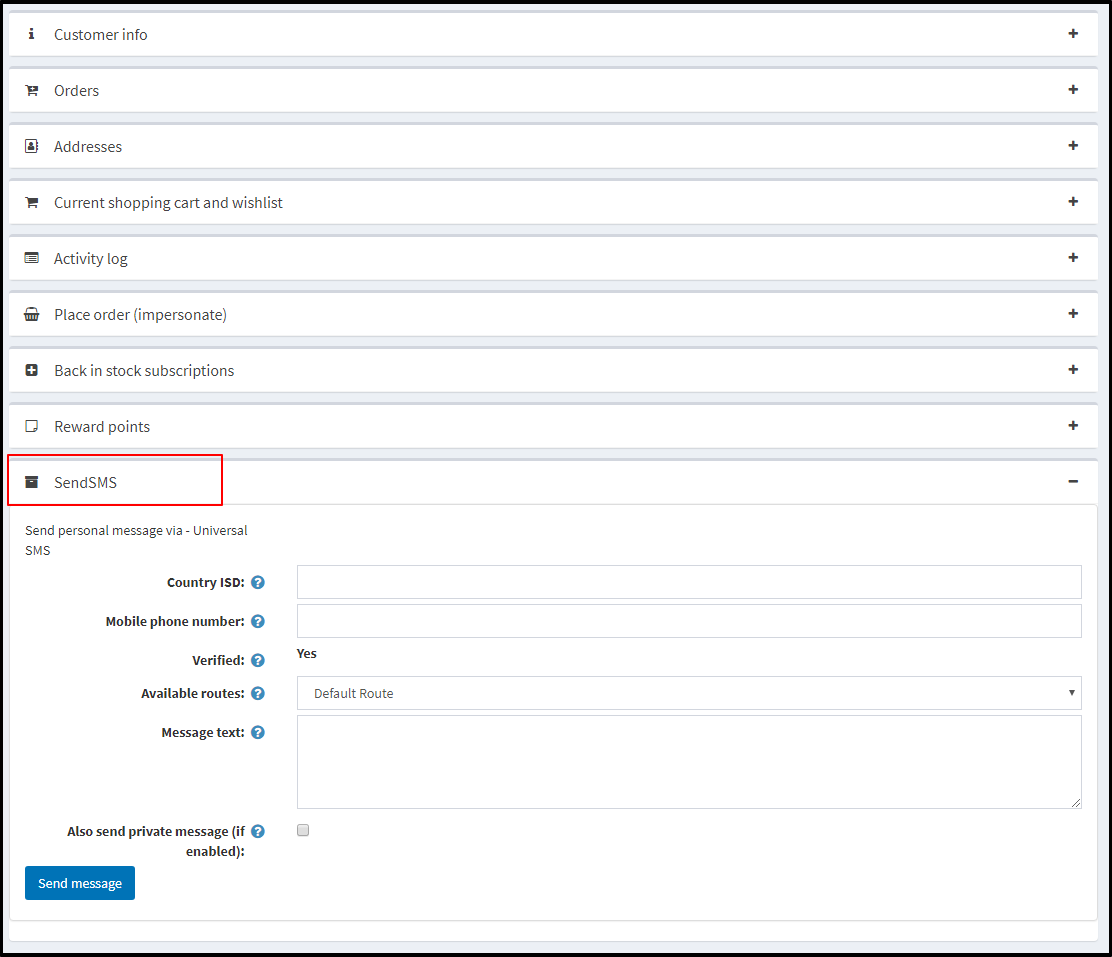 Customer info
Orders
Addresses
Current shopping cart and wishlist
Activity log
Place order (impersonate)
Back in stock subscriptions
Reward points
SendSMS
Send personal message via - Universal
SMS
Country ISD:
Mobile phone number:
Verified: Yes
Available routes: Default Route
Message text:
Also send private message (if
enabled):
Send message